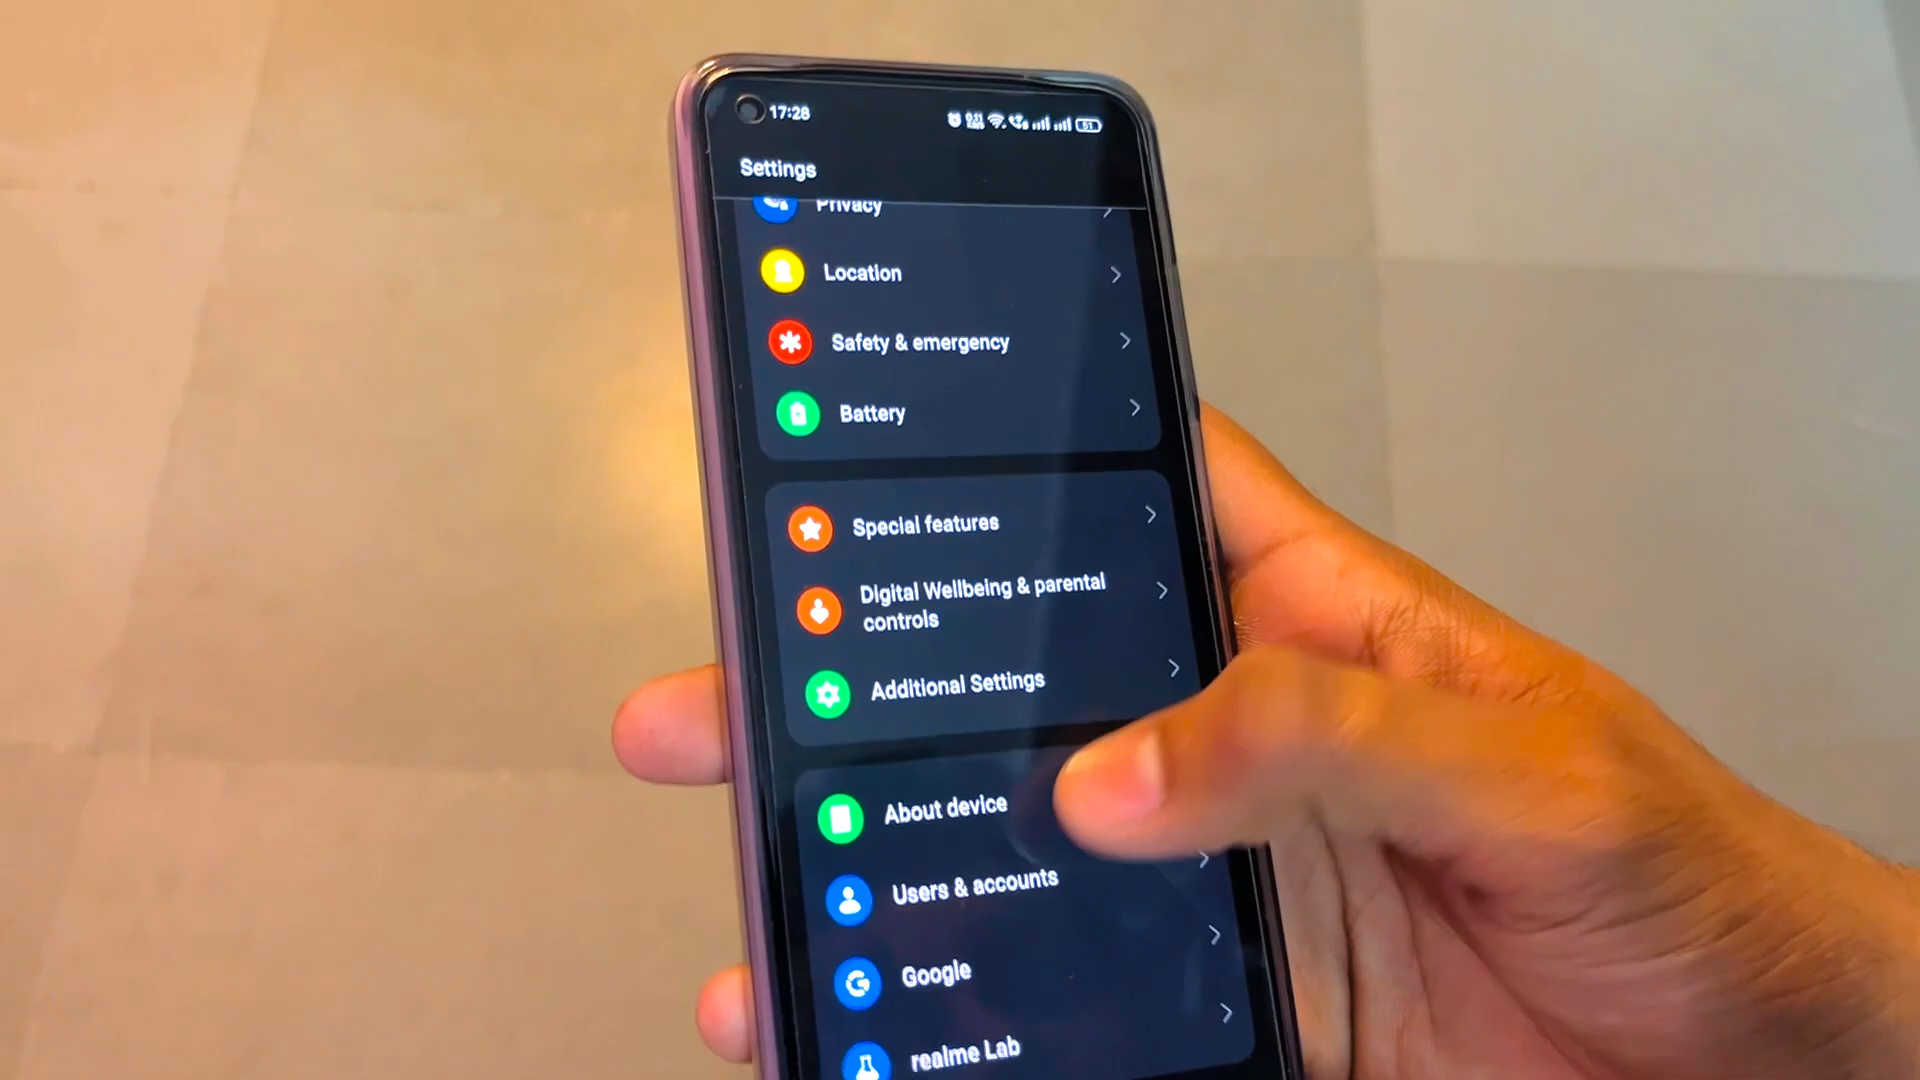 17:28
51
Settings
Privacy
Location
Safety & emergency
Battery
Special features
Digital Wellbeing & parental
controls
Additional Settings
About device
Users & accounts
Google
realme Lab